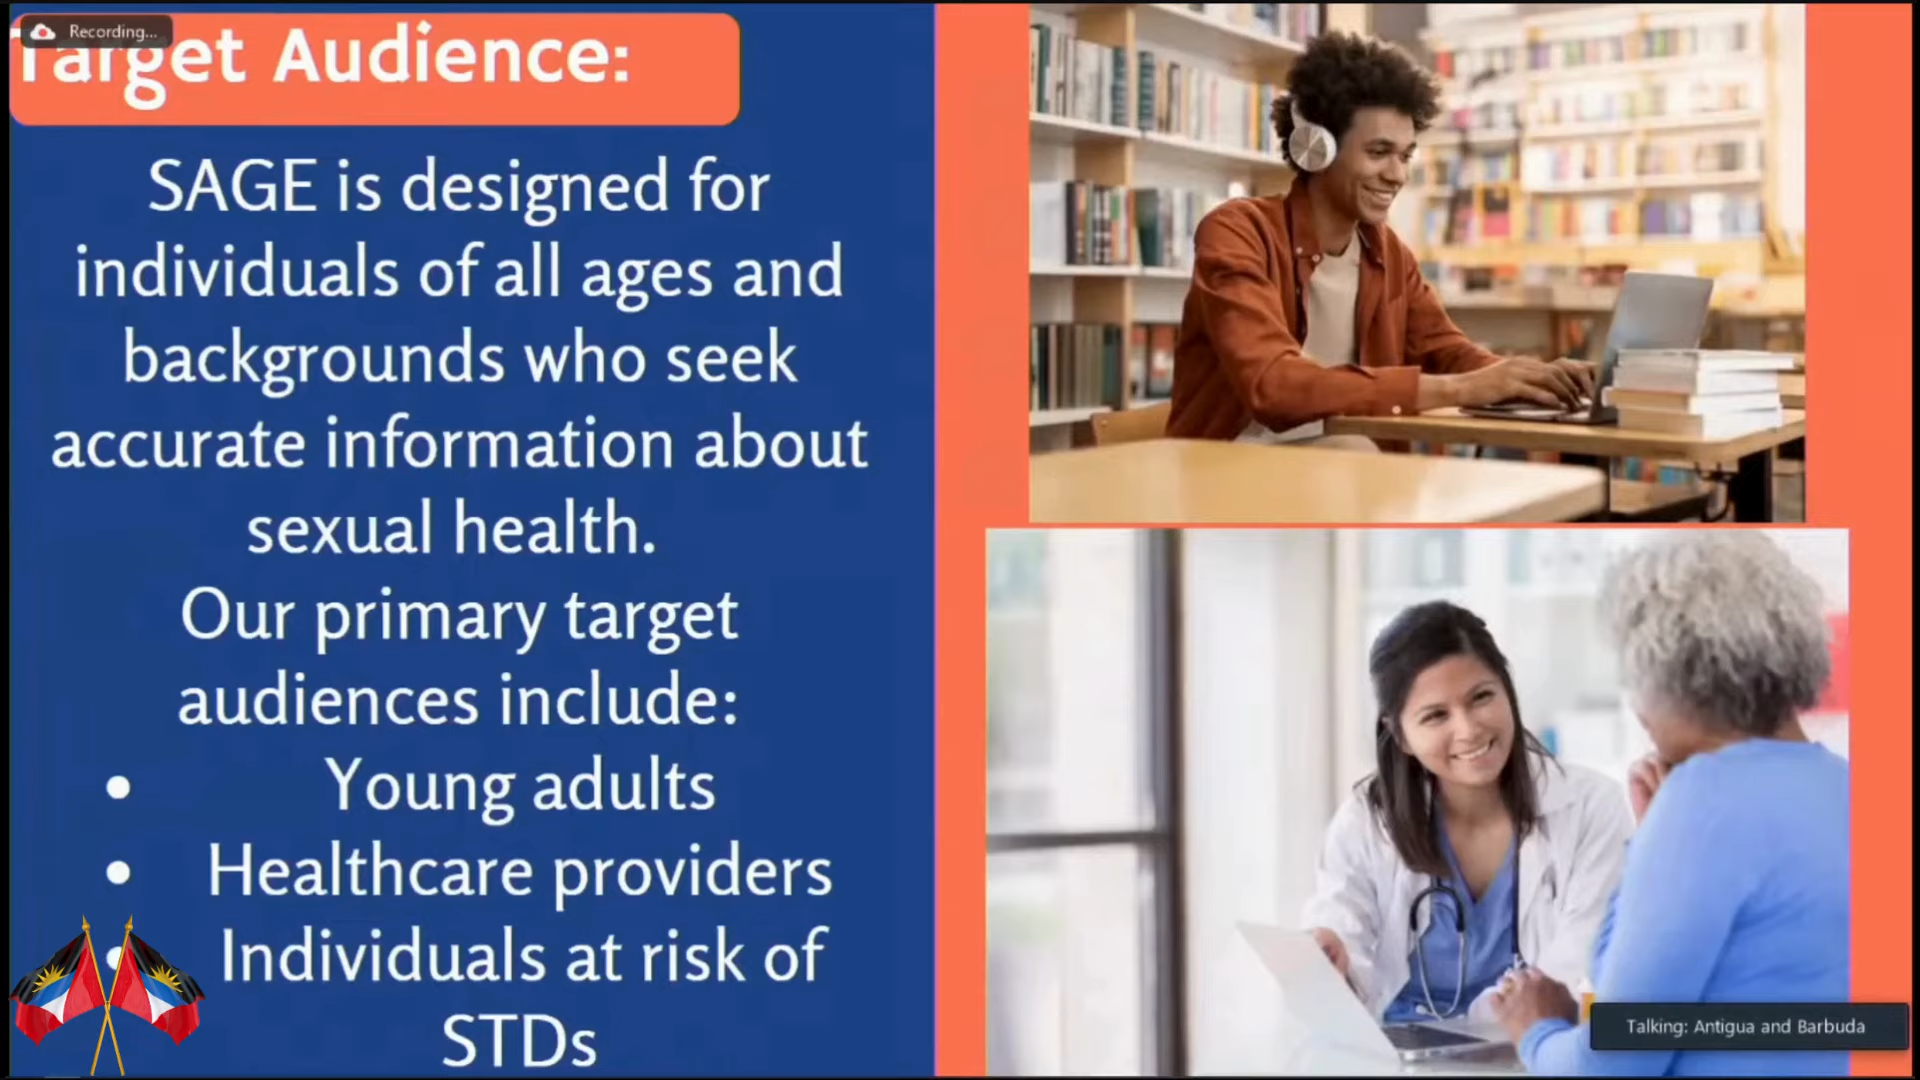 Recording...
Target Audience:
SAGE is designed for
individuals of all ages and
backgrounds who seek
accurate information about
sexual health.
Our primary target
audiences include:
• Young adults
• Healthcare providers
• Individuals at risk of
STDs
Talking: Antigua and Barbuda